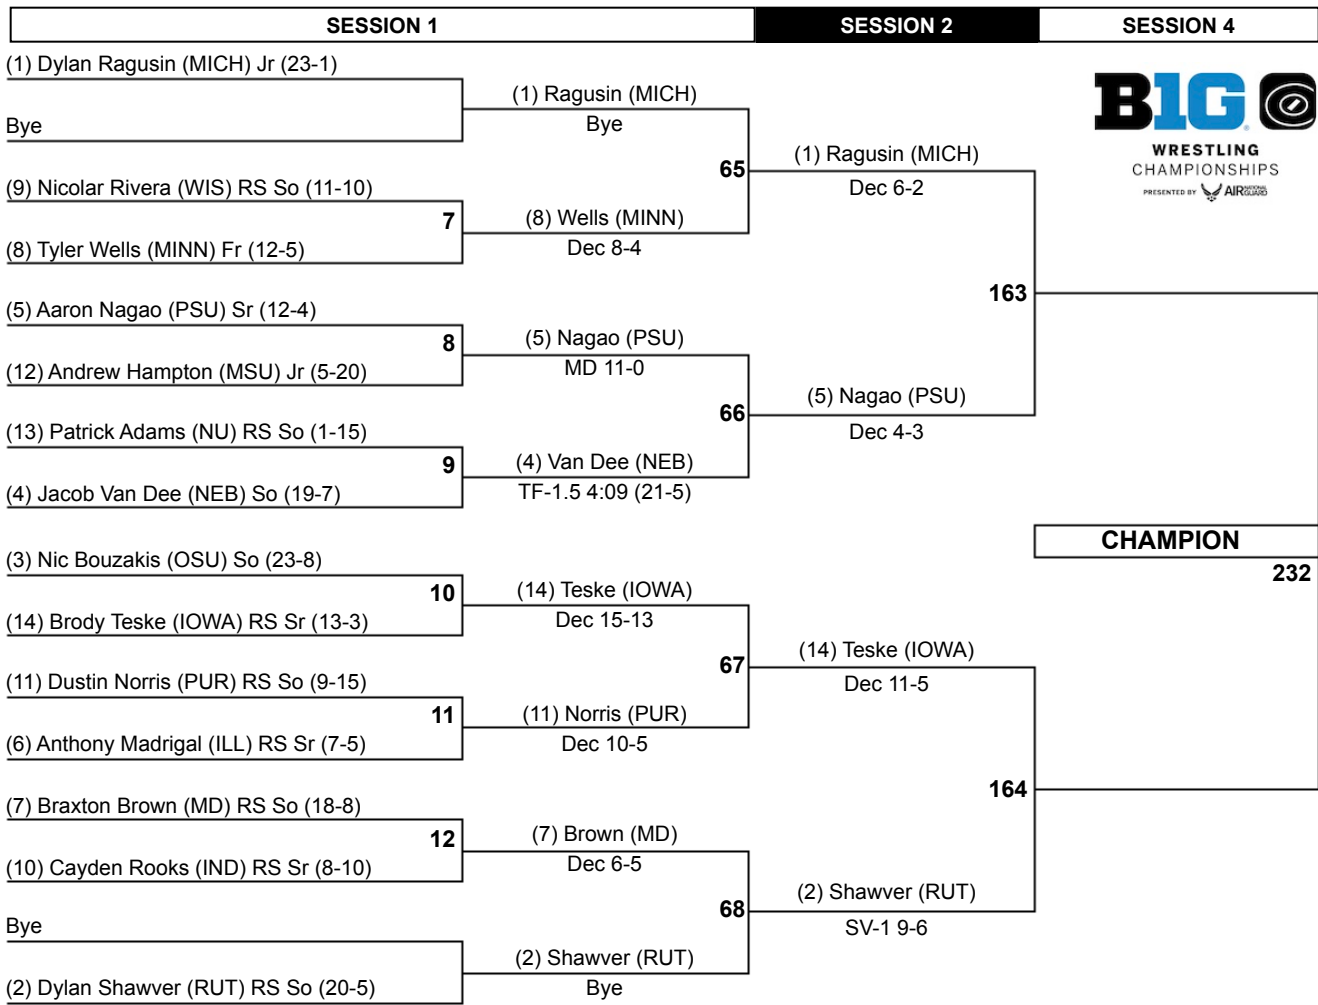 SESSION 1
SESSION 2
SESSION 4
(1) Dylan Ragusin (MICH) Jr (23-1)
Bye
(9) Nicolar Rivera (WIS) RS So (11-10)
7
(8) Tyler Wells (MINN) Fr (12-5)
(5) Aaron Nagao (PSU) Sr (12-4)
8
(12) Andrew Hampton (MSU) Jr (5-20)
(13) Patrick Adams (NU) RS So (1-15)
9
(4) Jacob Van Dee (NEB) So (19-7)
(3) Nic Bouzakis (OSU) So (23-8)
10
(14) Brody Teske (IOWA) RS Sr (13-3)
(11) Dustin Norris (PUR) RS So (9-15)
11
(6) Anthony Madrigal (ILL) RS Sr (7-5)
(7) Braxton Brown (MD) RS So (18-8)
12
(10) Cayden Rooks (IND) RS Sr (8-10)
Bye
(2) Dylan Shawver (RUT) RS So (20-5)
(1) Ragusin (MICH)
Bye
65
(8) Wells (MINN)
Dec 8-4
(5) Nagao (PSU)
MD 11-0
66
(4) Van Dee (NEB)
TF-1.5 4:09 (21-5)
(14) Teske (IOWA)
Dec 15-13
67
(11) Norris (PUR)
Dec 10-5
(7) Brown (MD)
Dec 6-5
68
(2) Shawver (RUT)
Bye
(1) Ragusin (MICH)
Dec 6-2
163
(5) Nagao (PSU)
Dec 4-3
(14) Teske (IOWA)
Dec 11-5
164
(2) Shawver (RUT)
SV-1 9-6
B1G
WRESTLING
CHAMPIONSHIPS
PRESENTED BY AIR NATIONAL GUARD
CHAMPION
232